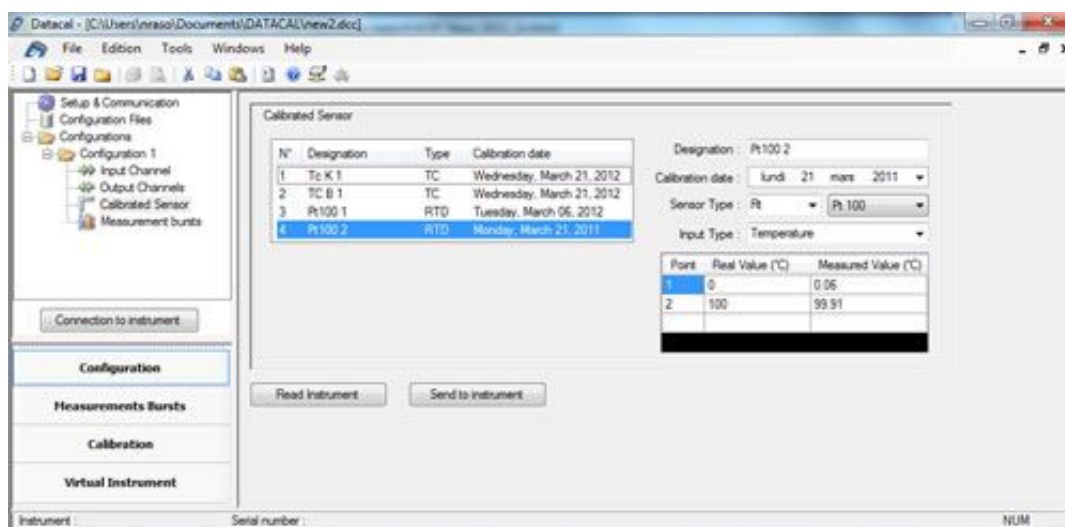 Datacal - [C:\Users\nraso\Documents\DATACAL\new2.dcc]
File Edition Tools Windows Help
Setup & Communication
Configuration Files
Configurations
Configuration 1
Input Channel
Output Channels
Calibrated Sensor
Measurement bursts
Connection to instrument
Configuration
Measurements Bursts
Calibration
Virtual Instrument
Calibrated Sensor
N° Designation Type Calibration date
1 Tc K 1 TC Wednesday, March 21, 2012
2 TC B 1 TC Wednesday, March 21, 2012
3 Pt100 1 RTD Tuesday, March 06, 2012
4 Pt100 2 RTD Monday, March 21, 2011
Designation : Pt100 2
Calibration date : lundi 21 mars 2011
Sensor Type : Pt Pt 100
Input Type : Temperature
Point Real Value (°C) Measured Value (°C)
1 0 0.06
2 100 99.91
Read Instrument Send to instrument
Instrument : Serial number : NUM